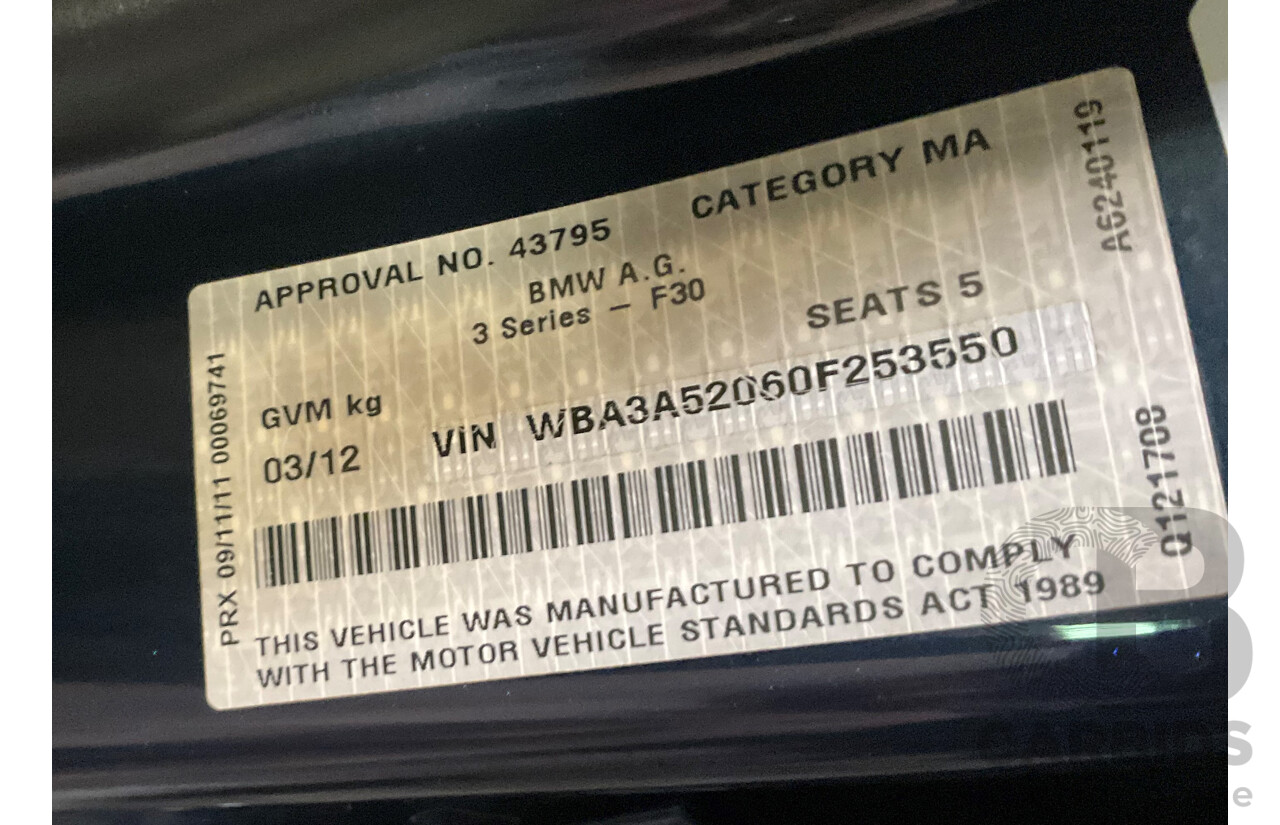 APPROVAL NO. 43795 CATEGORY MA
BMW A.G.
3 Series – F30
SEATS 5
GVM kg
03/12 VIN WBA3A52060F253550
THIS VEHICLE WAS MANUFACTURED TO COMPLY
WITH THE MOTOR VEHICLE STANDARDS ACT 1989
PRX 09/11/11 00069741
A6240119
Q121708